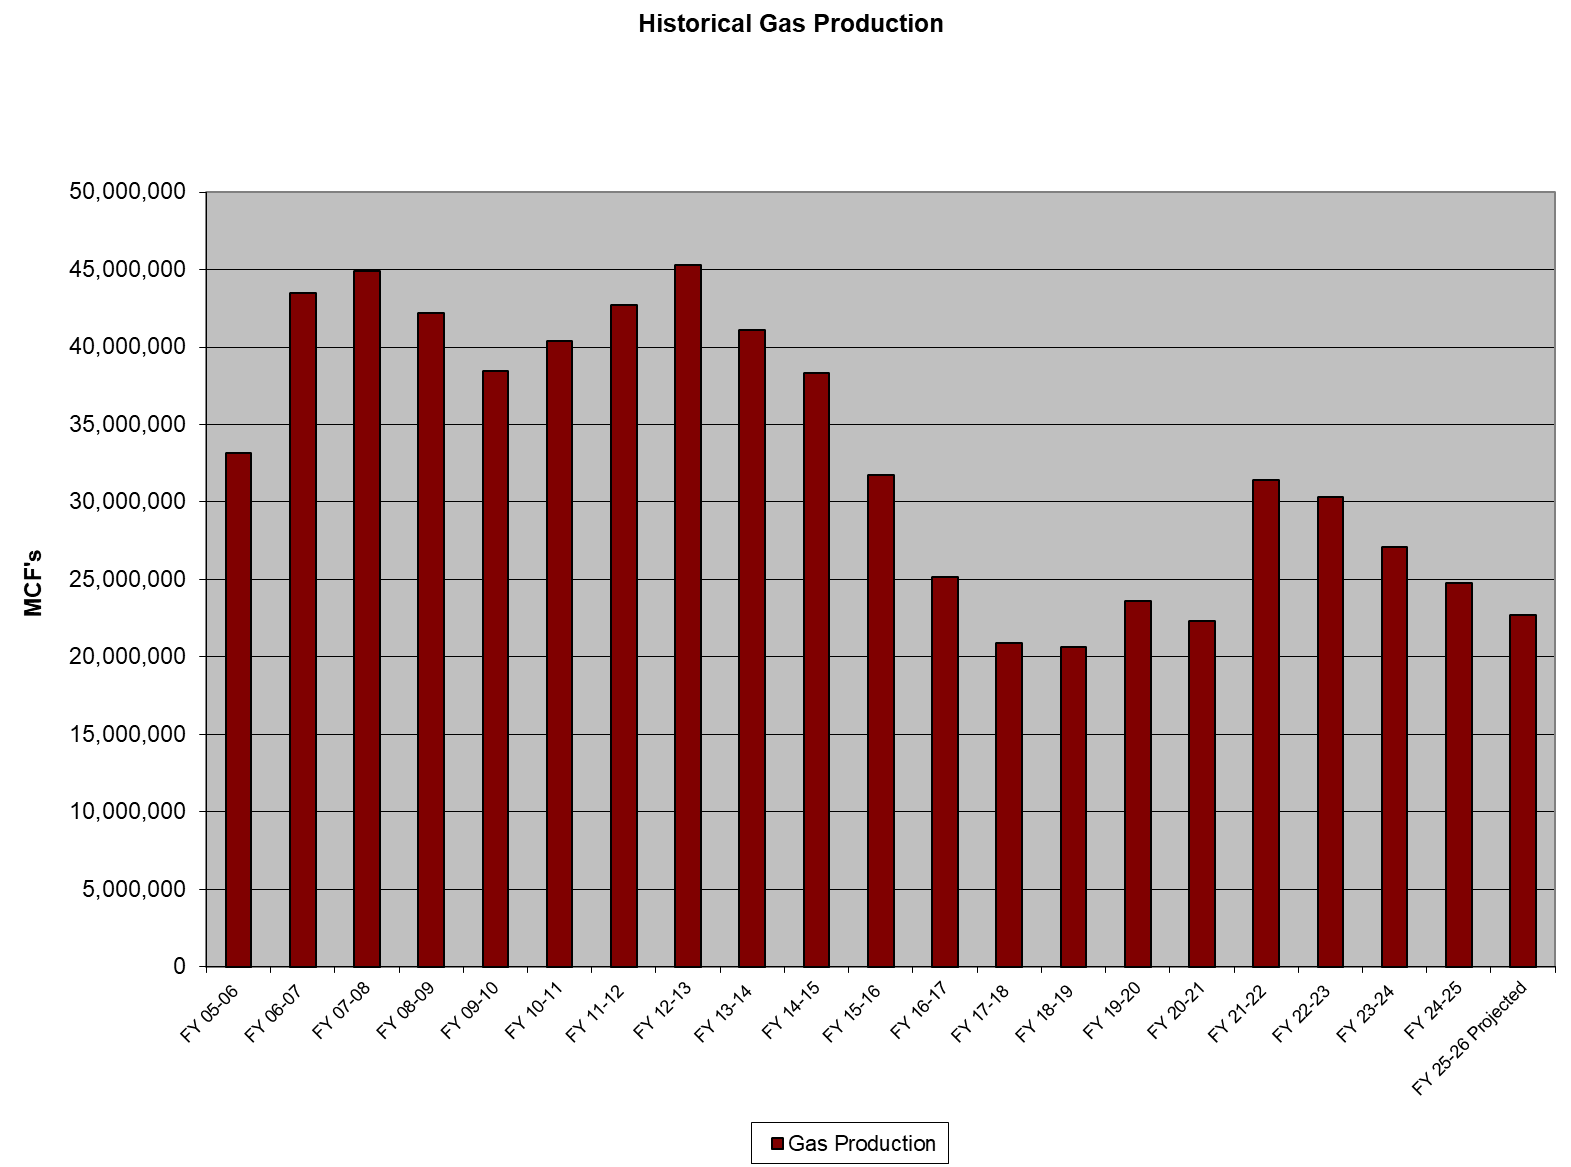 Historical Gas Production
MCF's
50,000,000
45,000,000
40,000,000
35,000,000
30,000,000
25,000,000
20,000,000
15,000,000
10,000,000
5,000,000
0
FY 05-06
FY 06-07
FY 07-08
FY 08-09
FY 09-10
FY 10-11
FY 11-12
FY 12-13
FY 13-14
FY 14-15
FY 15-16
FY 16-17
FY 17-18
FY 18-19
FY 19-20
FY 20-21
FY 21-22
FY 22-23
FY 23-24
FY 24-25
FY 25-26 Projected
Gas Production